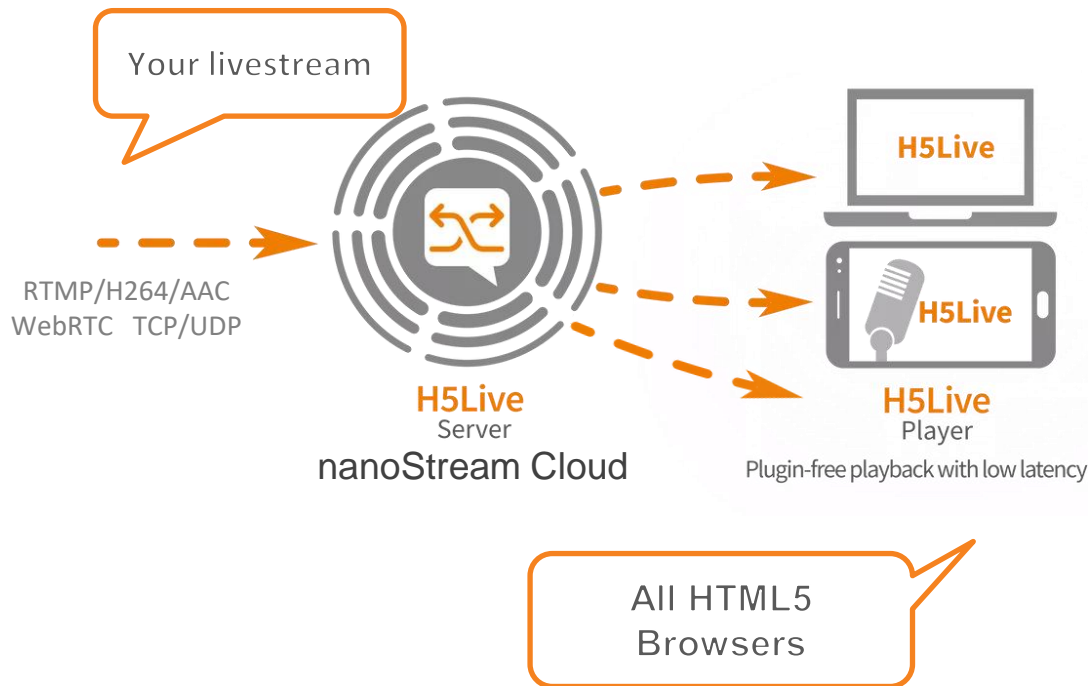 Your livestream
RTMP/H264/AAC
WebRTC TCP/UDP
H5Live
Server
nanoStream Cloud
H5Live
H5Live
H5Live
Player
Plugin-free playback with low latency
All HTML5
Browsers